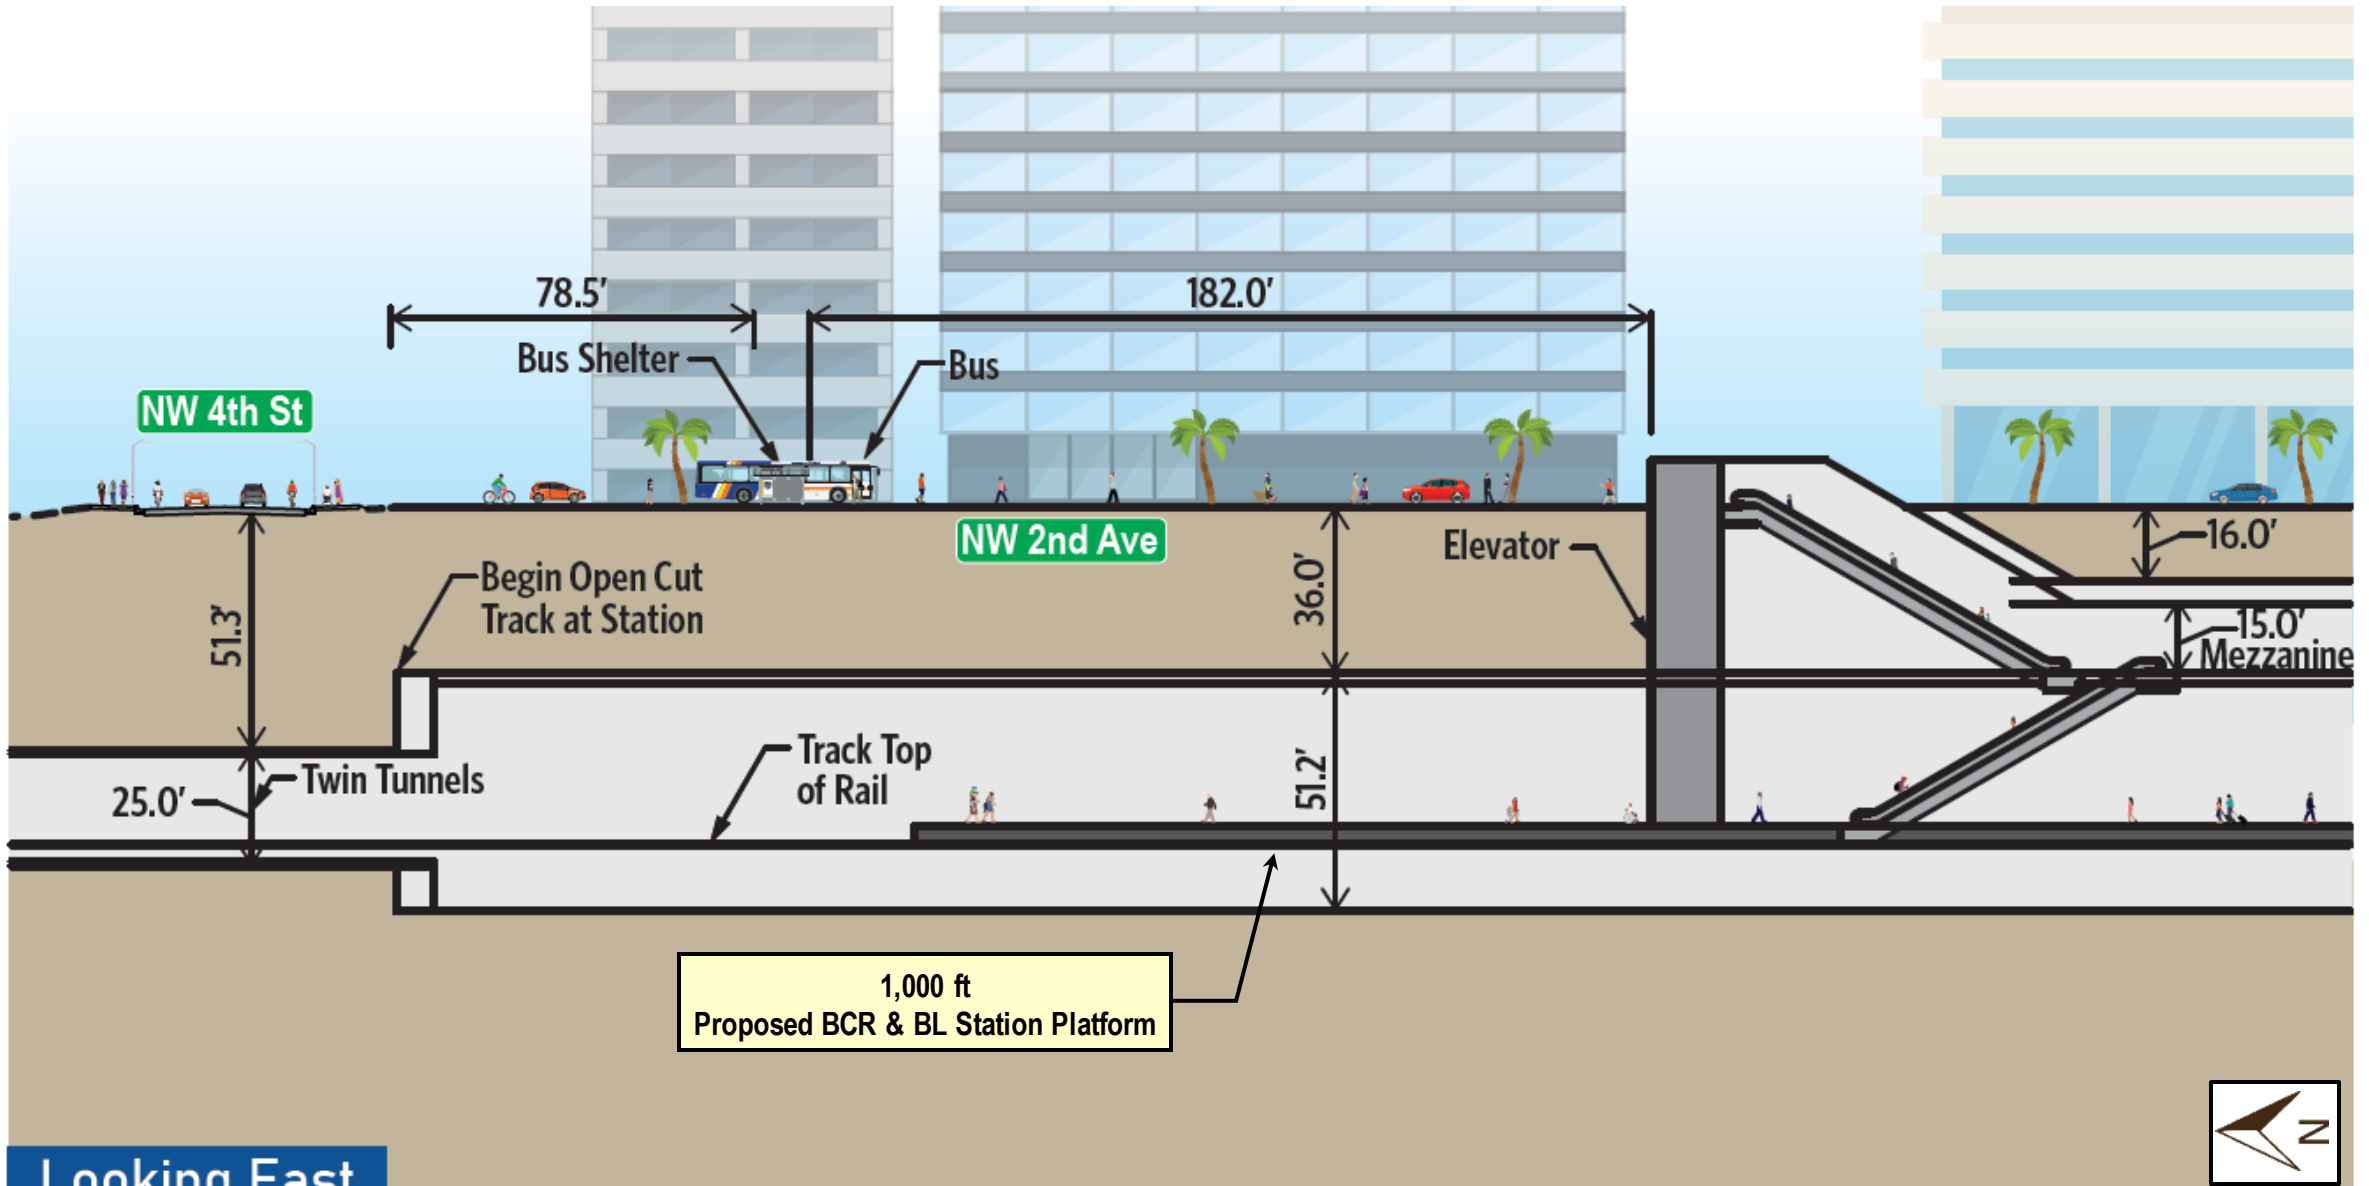 78.5'
182.0'
Bus Shelter
Bus
NW 4th St
NW 2nd Ave
Elevator
16.0'
Begin Open Cut
Track at Station
51.3'
36.0'
15.0'
Mezzanine
Track Top
of Rail
Twin Tunnels
25.0'
51.2'
1,000 ft
Proposed BCR & BL Station Platform
N
Looking East